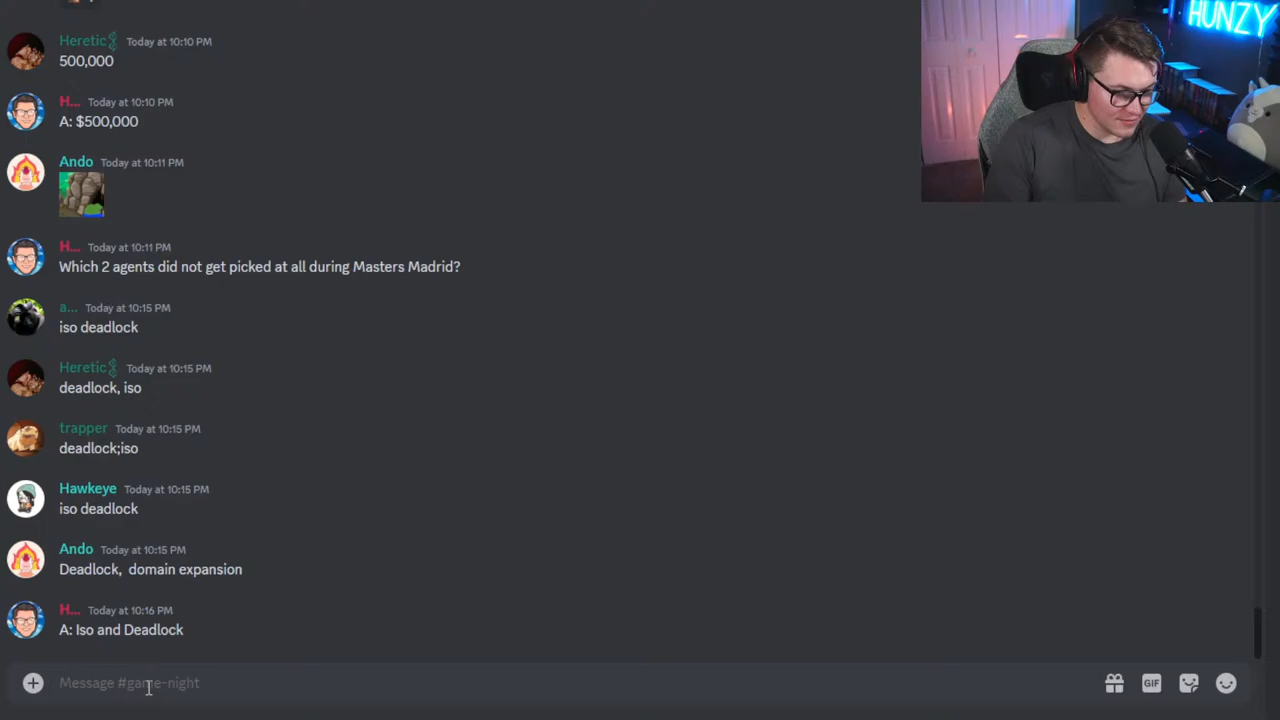 HUNZY
Heretic Today at 10:10 PM
500,000
H... Today at 10:10 PM
A: $500,000
Ando Today at 10:11 PM
H... Today at 10:11 PM
Which 2 agents did not get picked at all during Masters Madrid?
a... Today at 10:15 PM
iso deadlock
Heretic Today at 10:15 PM
deadlock, iso
trapper Today at 10:15 PM
deadlock;iso
Hawkeye Today at 10:15 PM
iso deadlock
Ando Today at 10:15 PM
Deadlock, domain expansion
H... Today at 10:16 PM
A: Iso and Deadlock
Message #game-night
GIF